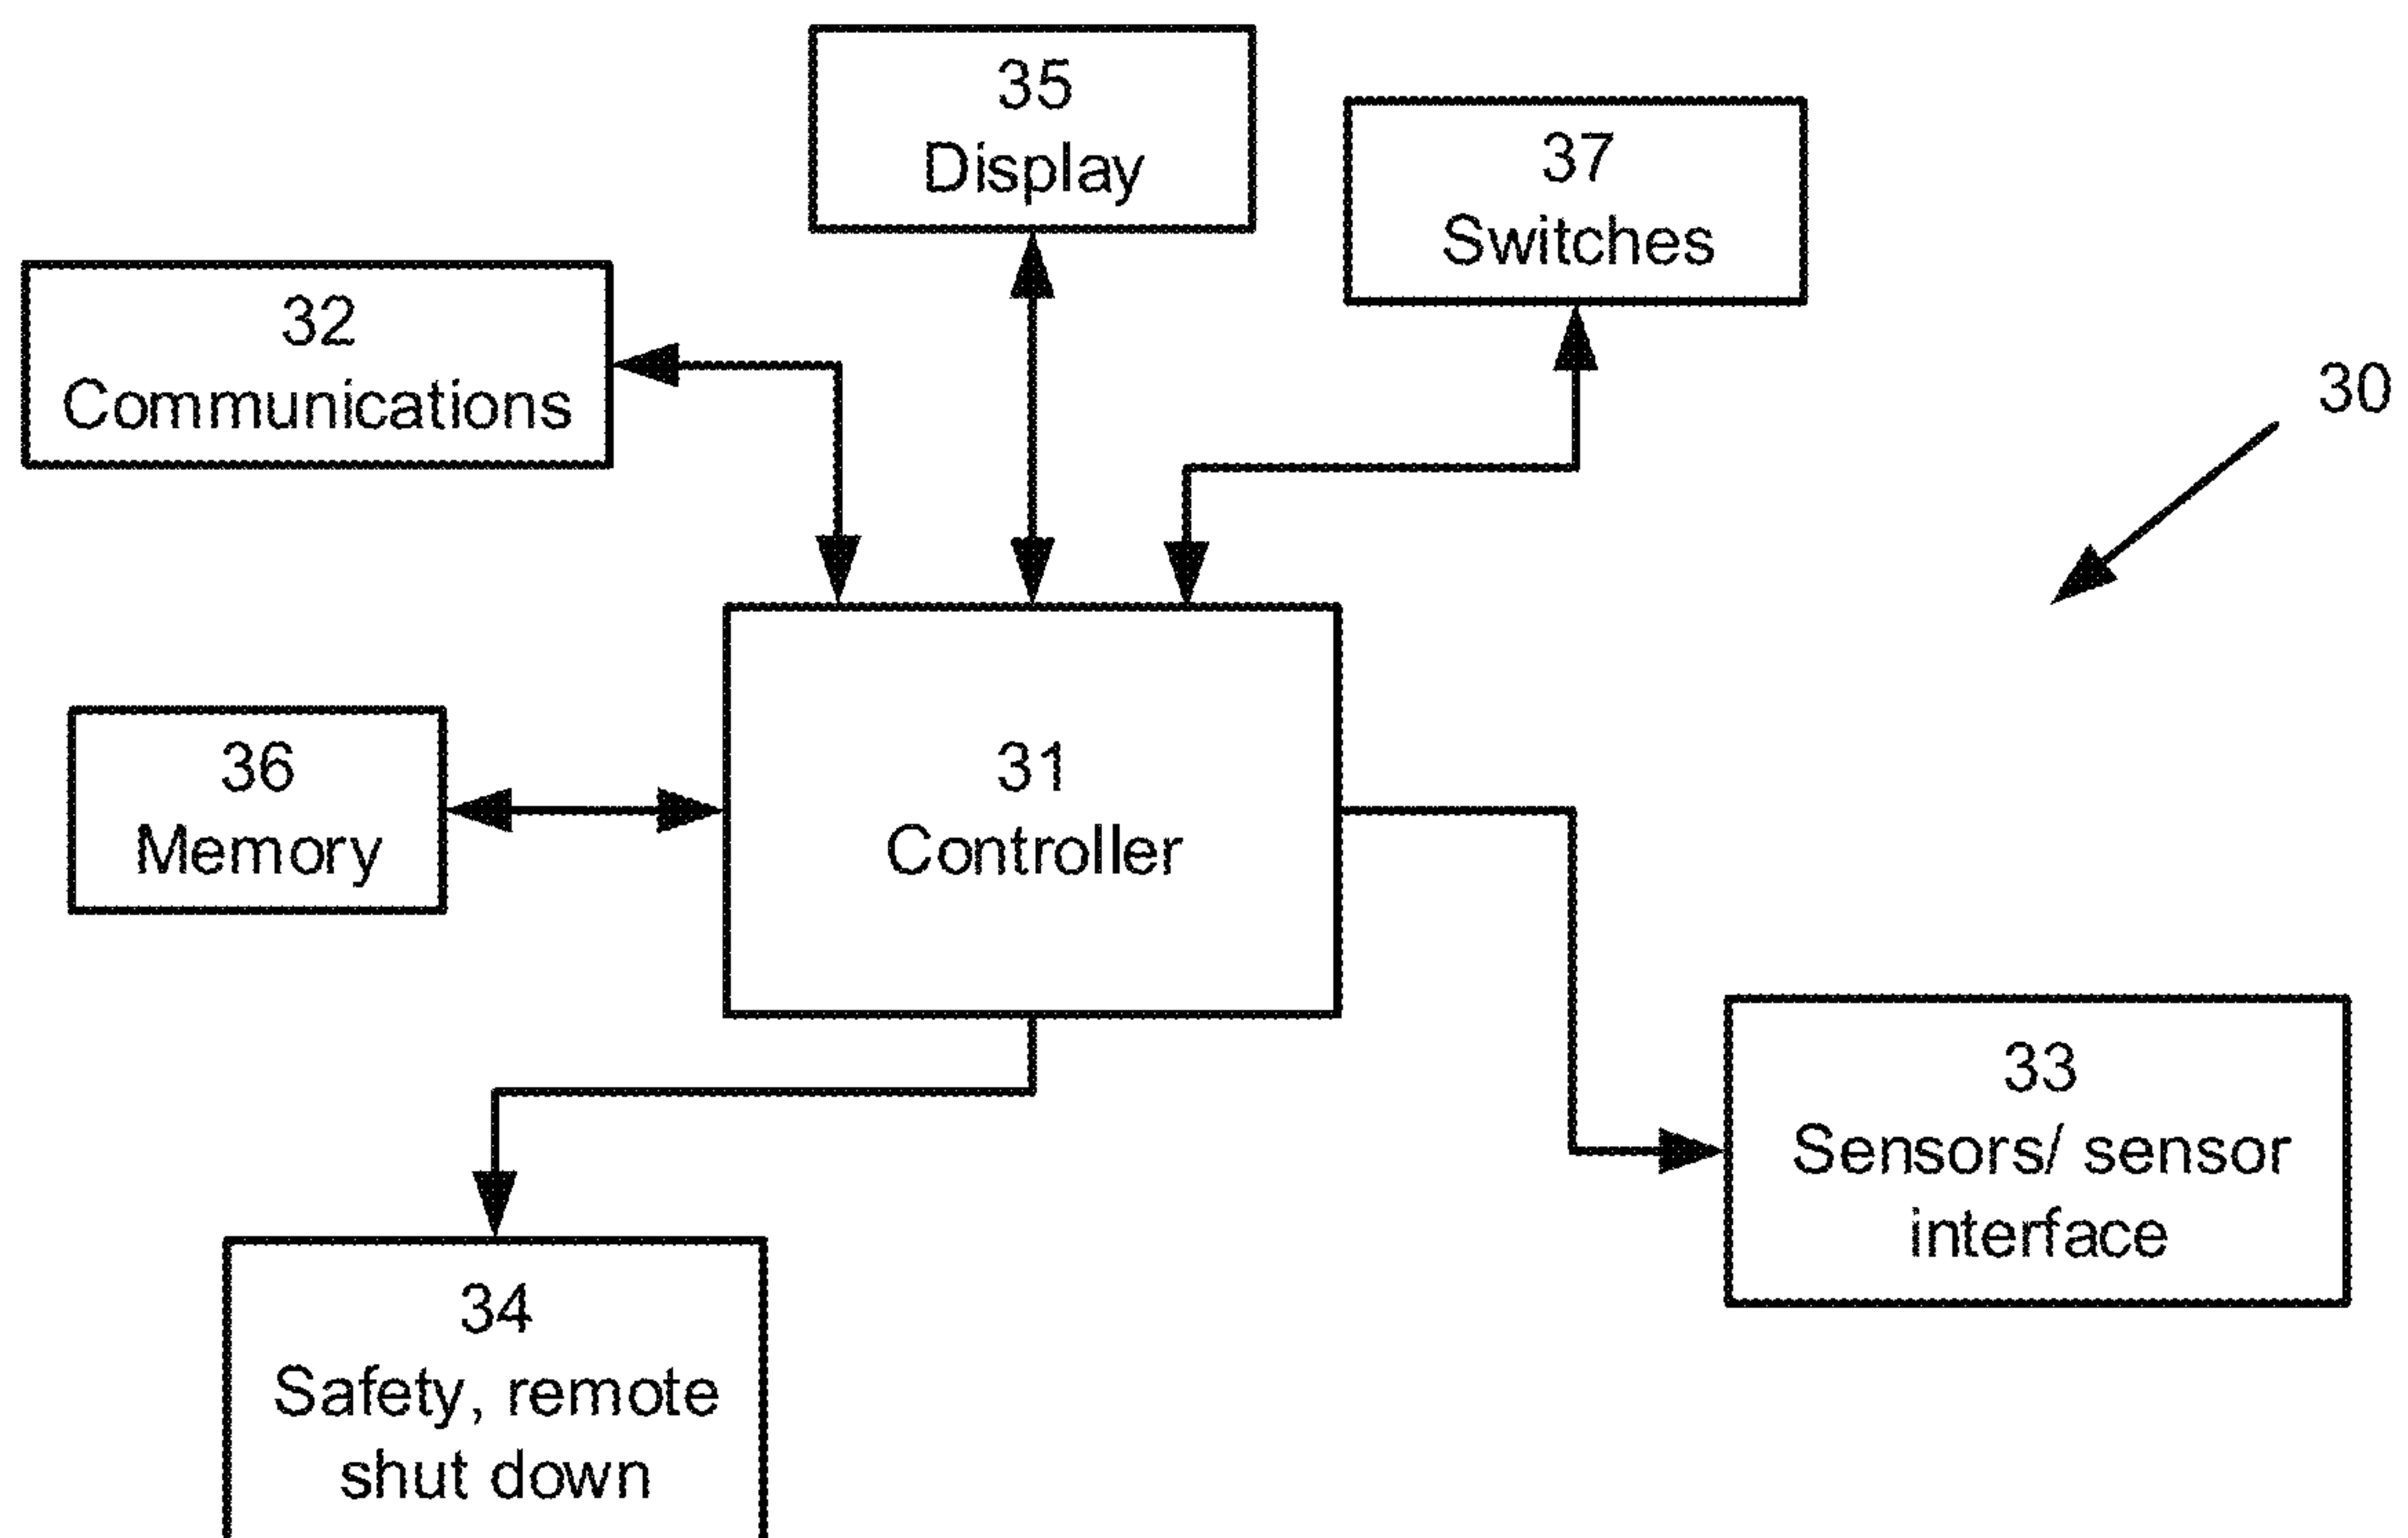 35
Display
37
Switches
32
Communications
30
36
Memory
31
Controller
33
Sensors/ sensor
interface
34
Safety, remote
shut down